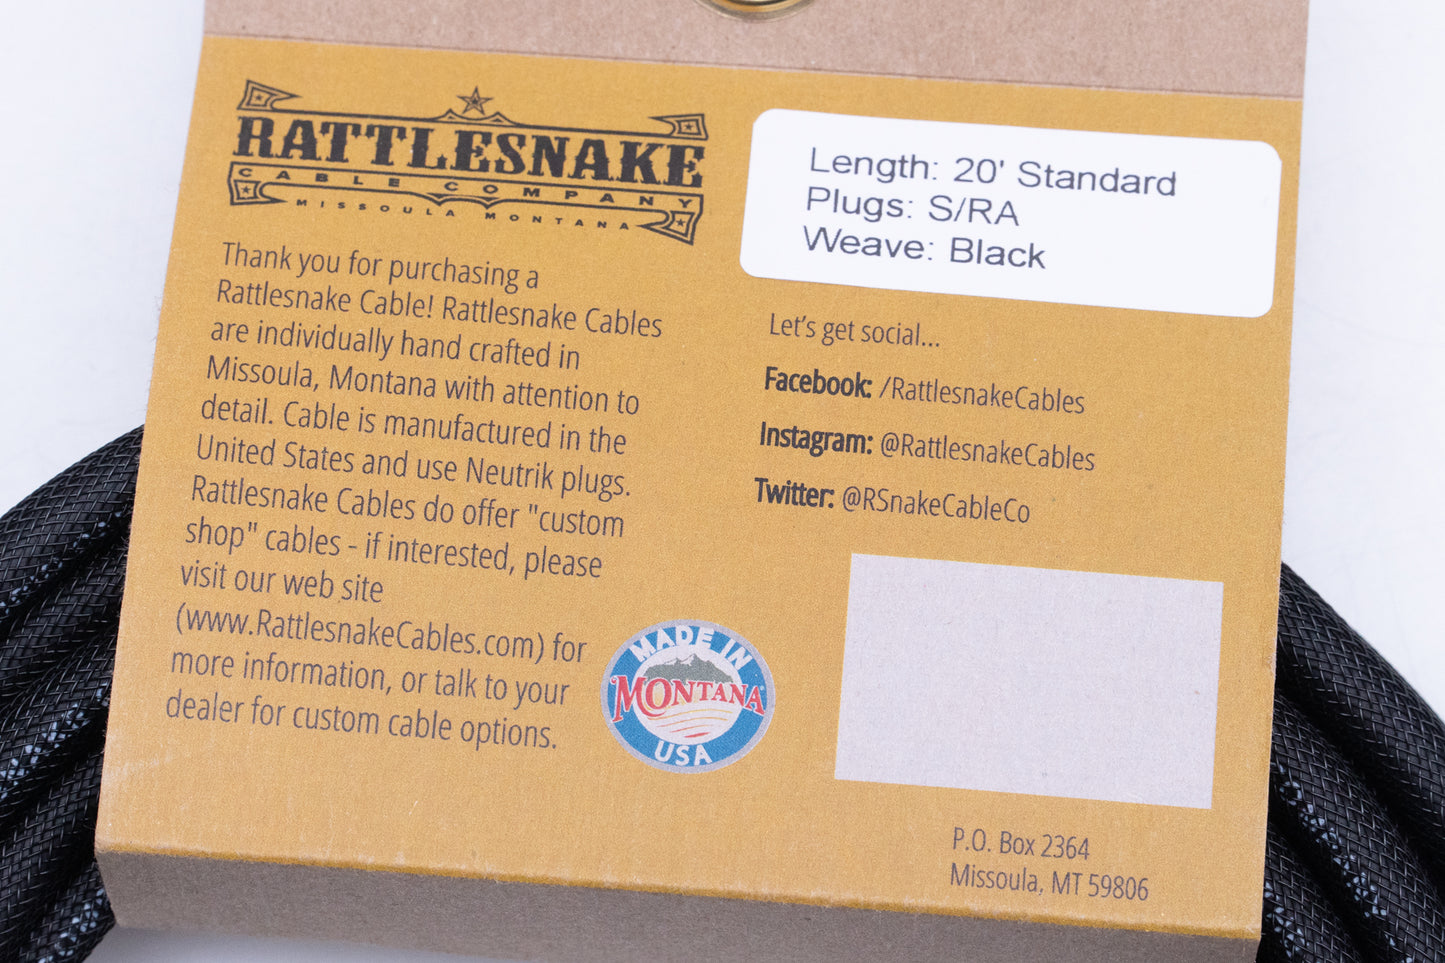 RATTLESNAKE
CABLE COMPANY
MISSOULA MONTANA
Thank you for purchasing a
Rattlesnake Cable! Rattlesnake Cables
are individually hand crafted in
Missoula, Montana with attention to
detail. Cable is manufactured in the
United States and use Neutrik plugs.
Rattlesnake Cables do offer "custom
shop" cables - if interested, please
visit our web site
(www.RattlesnakeCables.com) for
more information, or talk to your
dealer for custom cable options.
MADE IN
MONTANA
USA
Length: 20' Standard
Plugs: S/RA
Weave: Black
Let's get social...
Facebook: /RattlesnakeCables
Instagram: @RattlesnakeCables
Twitter: @RSnakeCableCo
P.O. Box 2364
Missoula, MT 59806